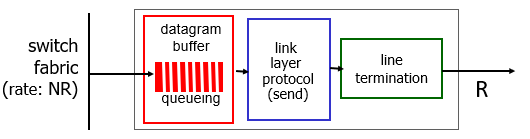 switch
fabric
(rate: NR)
datagram
buffer
queueing
link
layer
protocol
(send)
line
termination
R